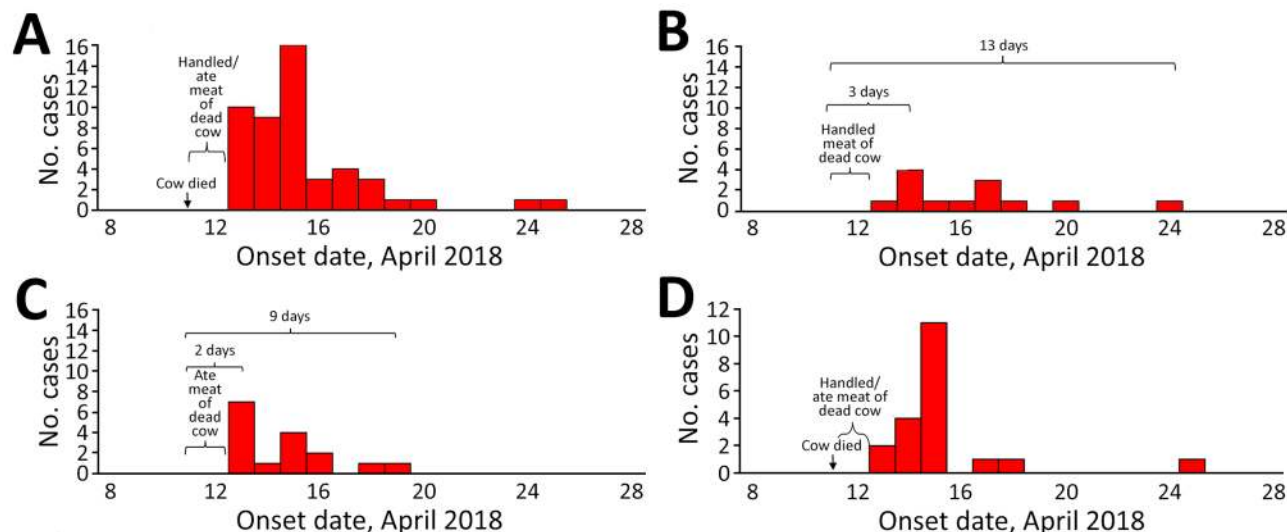 A
No. cases
16
14
12
10
8
6
4
2
0
Handled/
ate
meat
of
dead
cow
Cow died
8
12
16
20
24
28
Onset date, April 2018
B
No. cases
16
14
12
10
8
6
4
2
0
13 days
3 days
Handled
meat of
dead cow
8
12
16
20
24
28
Onset date, April 2018
C
No. cases
16
14
12
10
8
6
4
2
0
9 days
2 days
Ate
meat
of
dead
cow
8
12
16
20
24
28
Onset date, April 2018
D
No. cases
12
10
8
6
4
2
0
Handled/
ate meat of
dead cow
Cow died
8
12
16
20
24
28
Onset date, April 2018